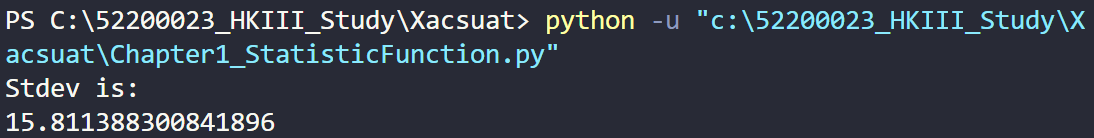 PS C:\52200023_HKIII_Study\Xacsuat> python -u "c:\52200023_HKIII_Study\X
acsuat\Chapter1_StatisticFunction.py"
Stdev is:
15.811388300841896